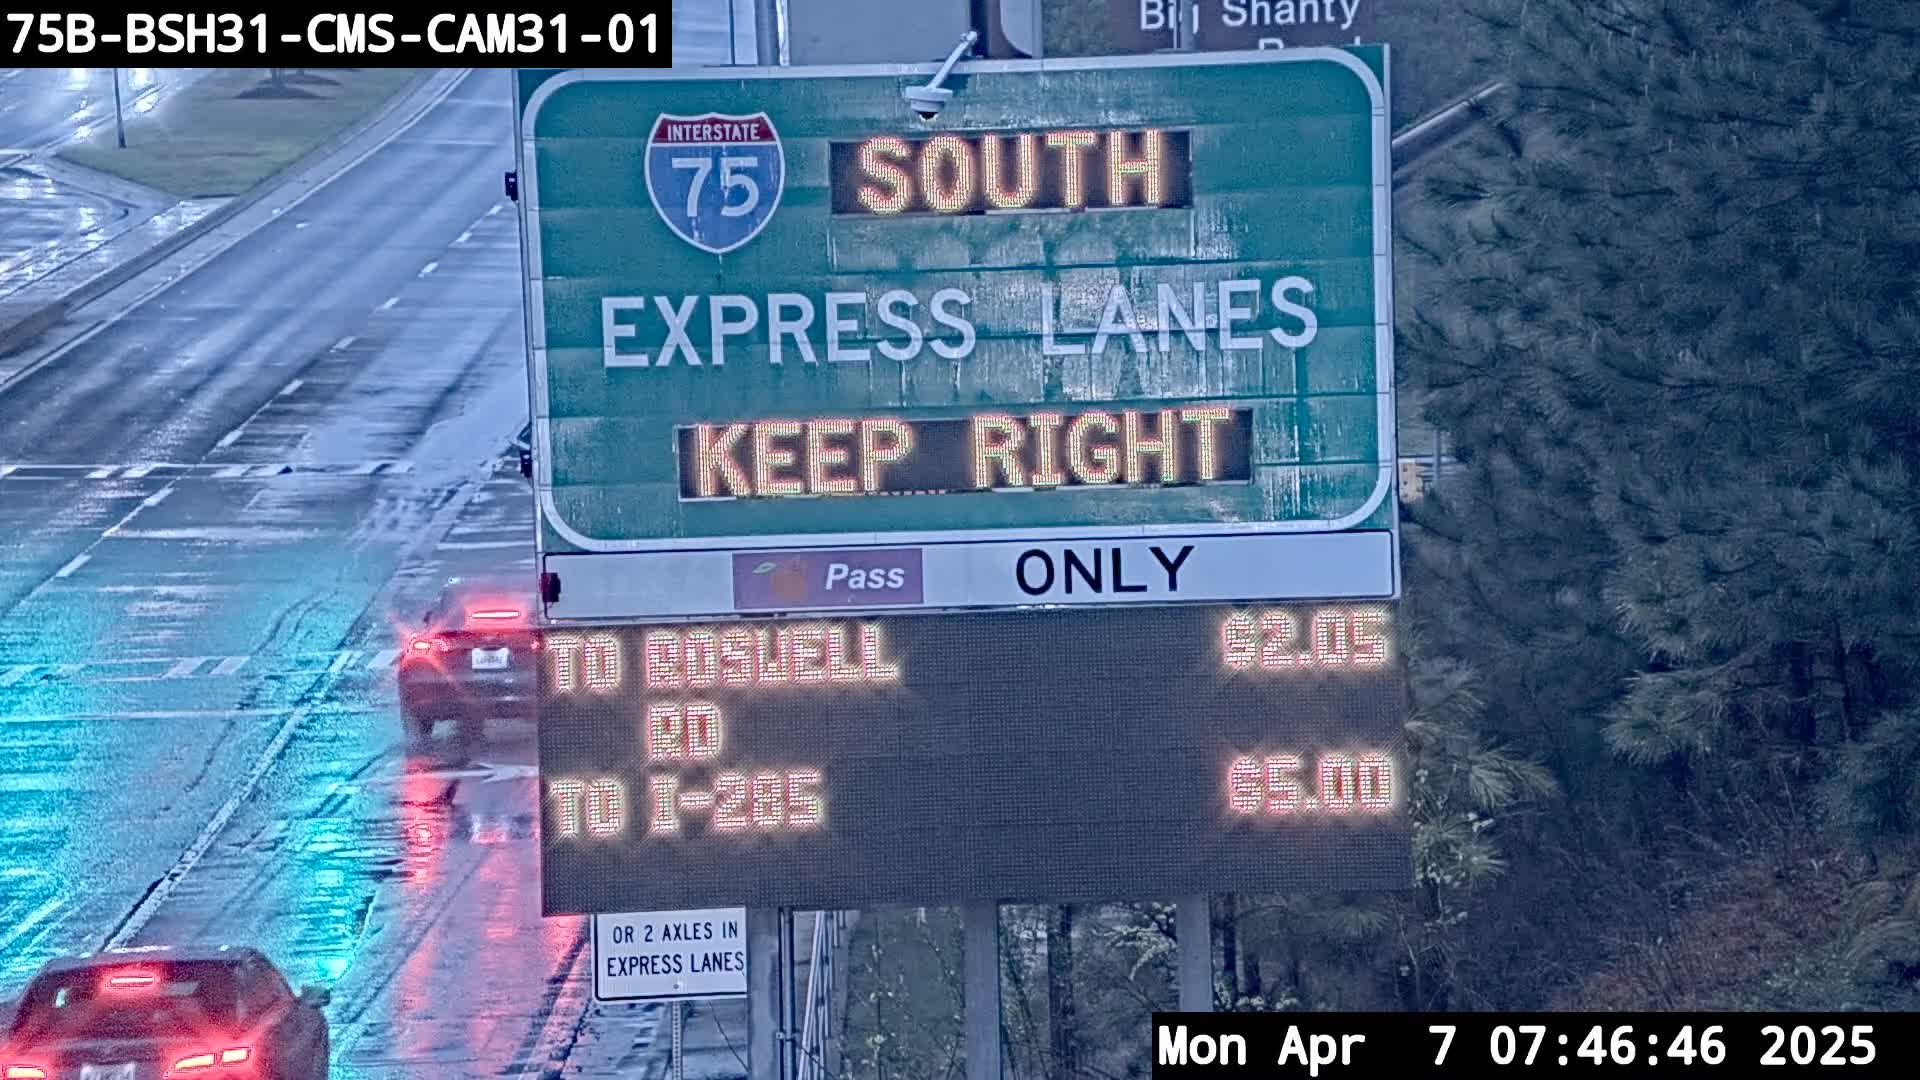 75B-BSH31-CMS-CAM31-01
Big Shanty
INTERSTATE
75
SOUTH
EXPRESS LANES
KEEP RIGHT
Pass ONLY
TO ROSWELL $2.05
RD
TO I-285 $5.00
OR 2 AXLES IN
EXPRESS LANES
Mon Apr 7 07:46:46 2025